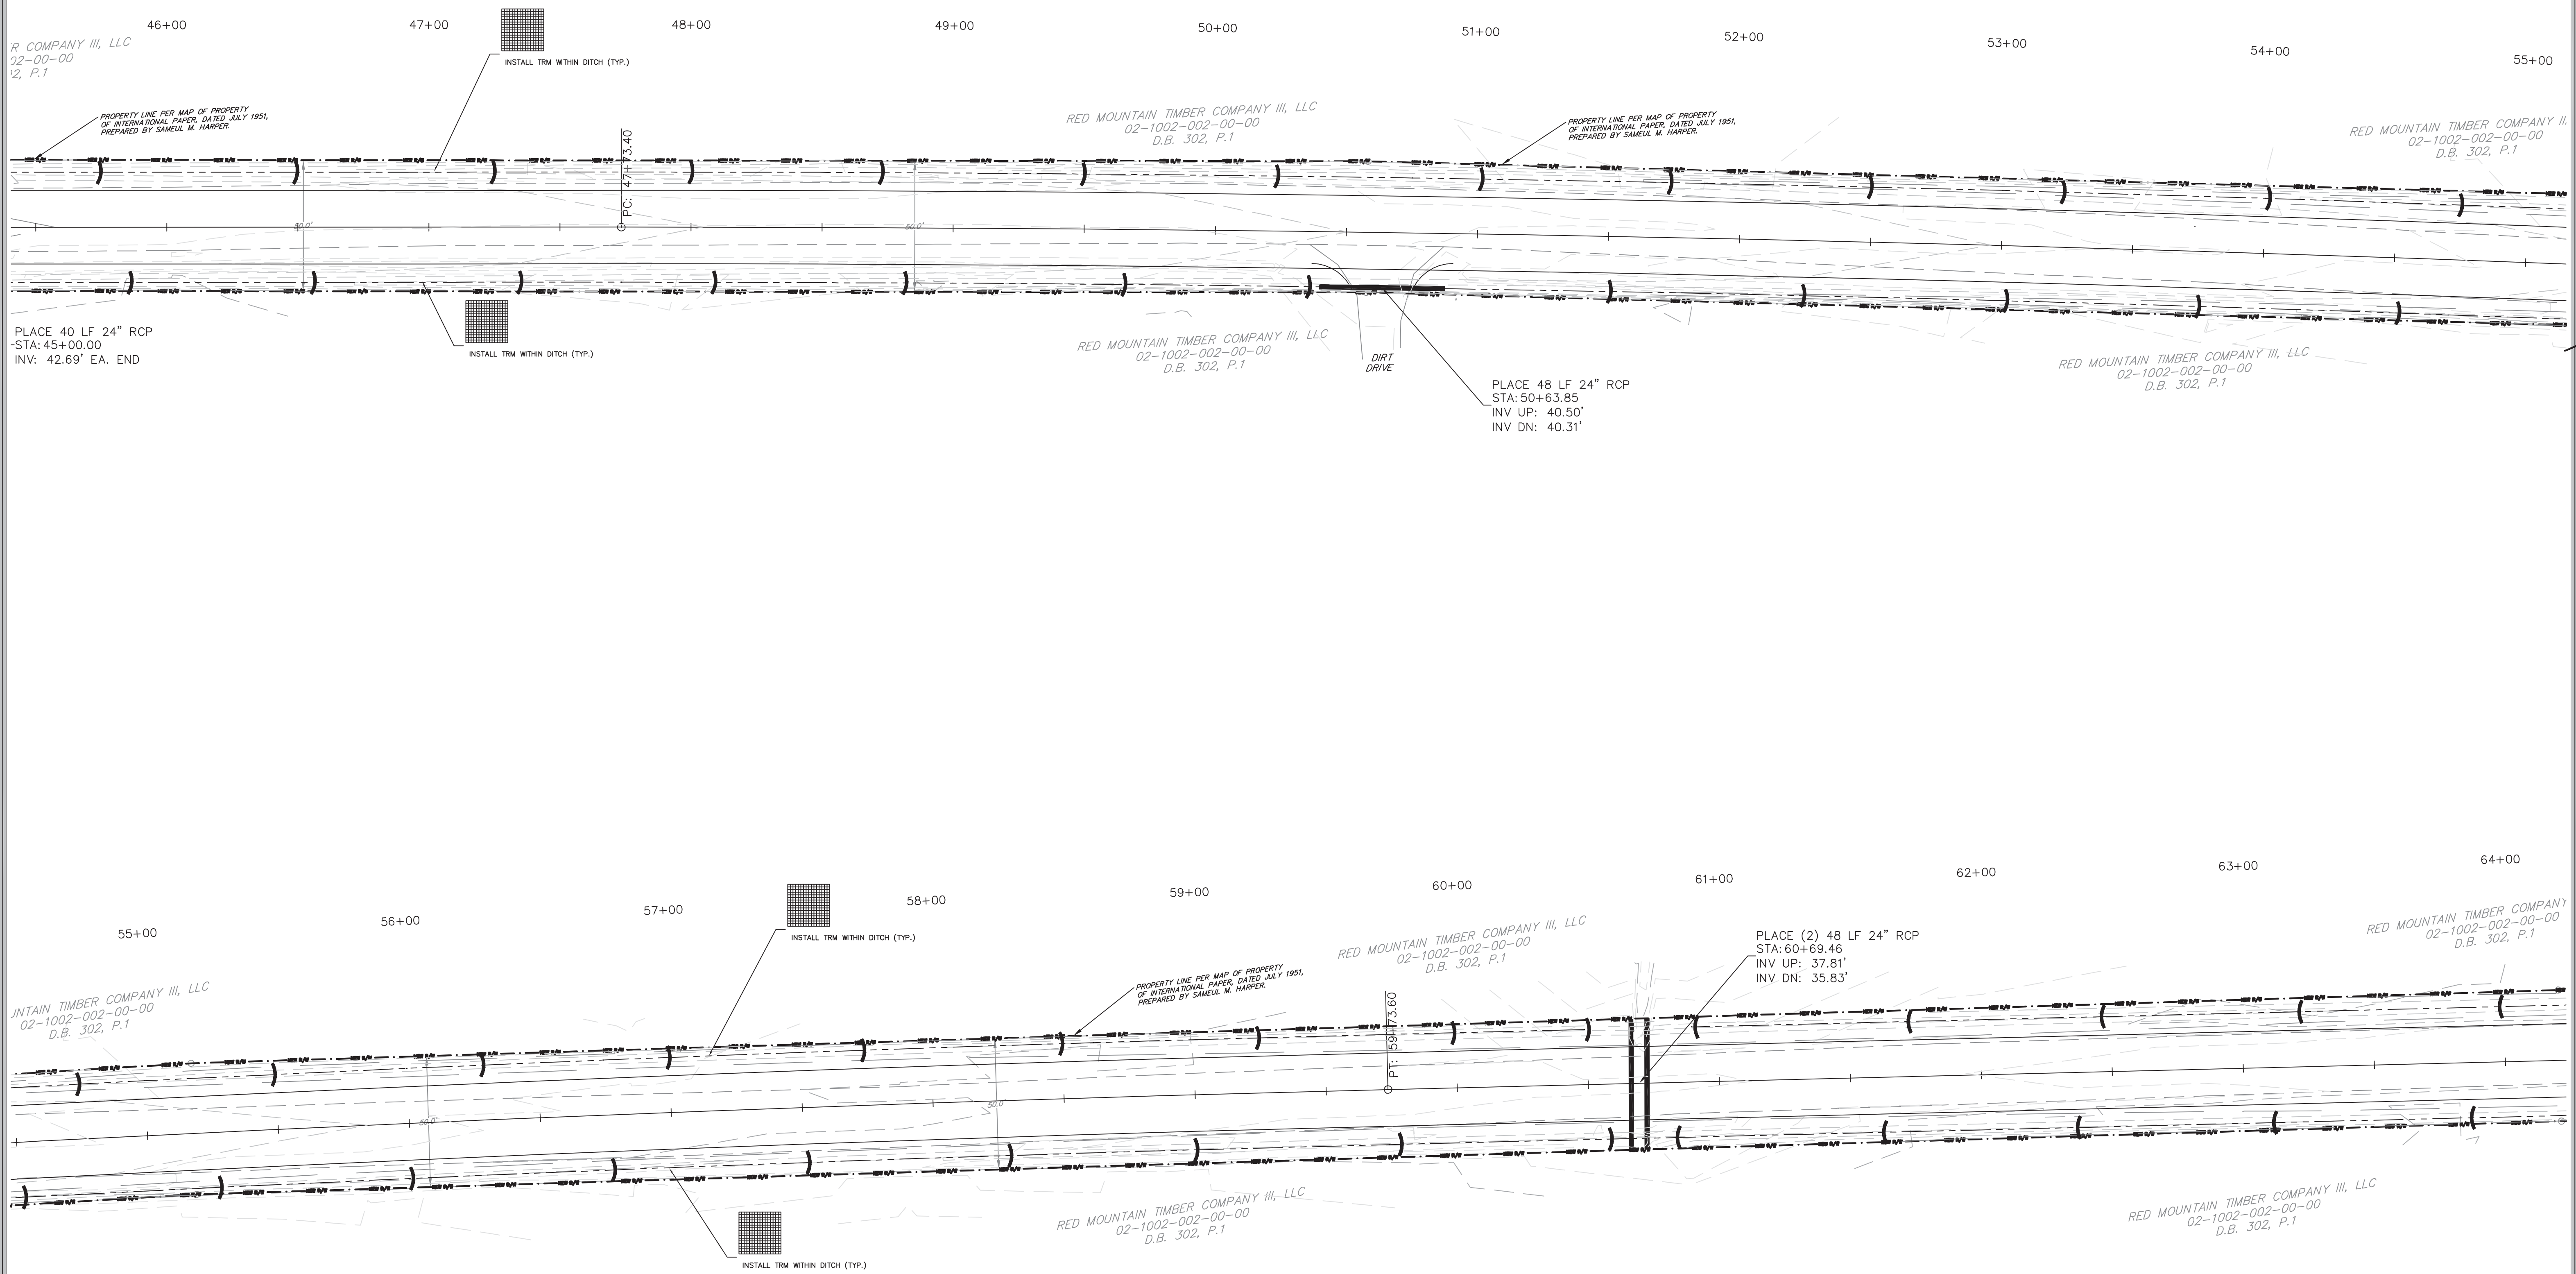 46+00
47+00
48+00
49+00
50+00
51+00
52+00
53+00
54+00
55+00
R COMPANY III, LLC
02-00-00
P.1
INSTALL TRM WITHIN DITCH (TYP.)
PROPERTY LINE PER MAP OF PROPERTY
OF INTERNATIONAL PAPER, DATED JULY 1951,
PREPARED BY SAMEUL M. HARPER.
PC: 47+73.40
RED MOUNTAIN TIMBER COMPANY III, LLC
02-1002-002-00-00
D.B. 302, P.1
PROPERTY LINE PER MAP OF PROPERTY
OF INTERNATIONAL PAPER, DATED JULY 1951,
PREPARED BY SAMEUL M. HARPER.
RED MOUNTAIN TIMBER COMPANY II
02-1002-002-00-00
D.B. 302, P.1
50.0'
50.0'
PLACE 40 LF 24" RCP
STA: 45+00.00
INV: 42.69' EA. END
INSTALL TRM WITHIN DITCH (TYP.)
RED MOUNTAIN TIMBER COMPANY III, LLC
02-1002-002-00-00
D.B. 302, P.1
DIRT
DRIVE
PLACE 48 LF 24" RCP
STA: 50+63.85
INV UP: 40.50'
INV DN: 40.31'
RED MOUNTAIN TIMBER COMPANY III, LLC
02-1002-002-00-00
D.B. 302, P.1
55+00
56+00
57+00
58+00
59+00
60+00
61+00
62+00
63+00
64+00
UNTAIN TIMBER COMPANY III, LLC
02-1002-002-00-00
D.B. 302, P.1
INSTALL TRM WITHIN DITCH (TYP.)
PROPERTY LINE PER MAP OF PROPERTY
OF INTERNATIONAL PAPER, DATED JULY 1951,
PREPARED BY SAMEUL M. HARPER.
RED MOUNTAIN TIMBER COMPANY III, LLC
02-1002-002-00-00
D.B. 302, P.1
PT: 59+73.60
PLACE (2) 48 LF 24" RCP
STA: 60+69.46
INV UP: 37.81'
INV DN: 35.83'
RED MOUNTAIN TIMBER COMPANY
02-1002-002-00-00
D.B. 302, P.1
50.0'
50.0'
INSTALL TRM WITHIN DITCH (TYP.)
RED MOUNTAIN TIMBER COMPANY III, LLC
02-1002-002-00-00
D.B. 302, P.1
RED MOUNTAIN TIMBER COMPANY III, LLC
02-1002-002-00-00
D.B. 302, P.1